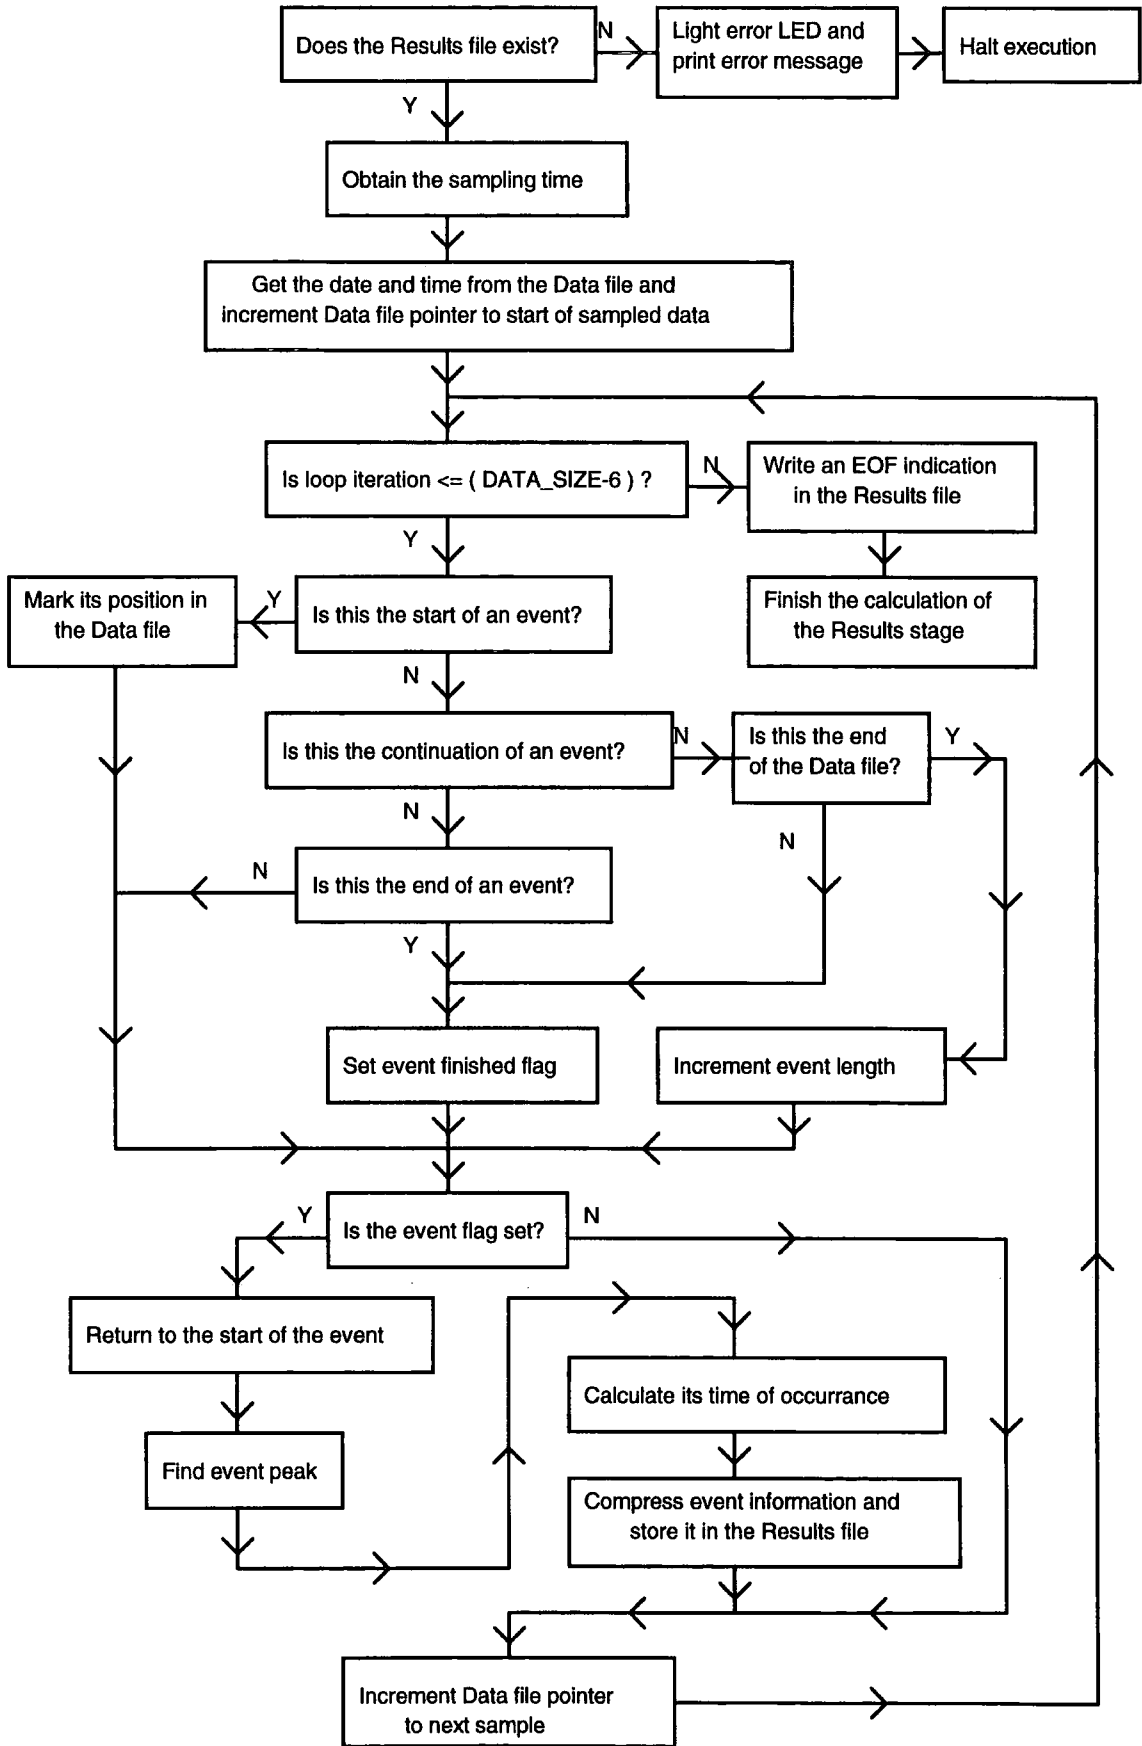 Does the Results file exist?
N
Light error LED and
print error message
Halt execution
Y
Obtain the sampling time
Get the date and time from the Data file and
increment Data file pointer to start of sampled data
Is loop iteration <= ( DATA_SIZE-6 ) ?
N
Write an EOF indication
in the Results file
Y
Finish the calculation of
the Results stage
Mark its position in
the Data file
Y
Is this the start of an event?
N
Is this the continuation of an event?
N
Is this the end
of the Data file?
Y
N
N
Is this the end of an event?
N
Y
Set event finished flag
Increment event length
Y
Is the event flag set?
N
Return to the start of the event
Calculate its time of occurrance
Find event peak
Compress event information and
store it in the Results file
Increment Data file pointer
to next sample